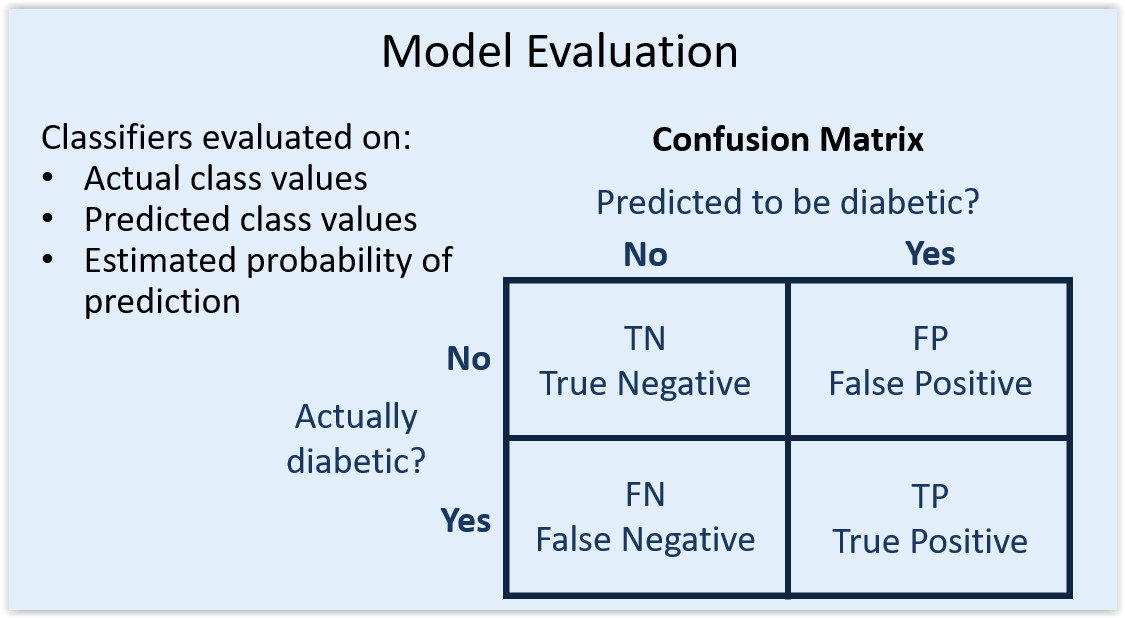 Model Evaluation
Classifiers evaluated on:
• Actual class values
• Predicted class values
• Estimated probability of
prediction
Confusion Matrix
Predicted to be diabetic?
No Yes
Actually
diabetic?
No
TN
True Negative
FP
False Positive
Yes
FN
False Negative
TP
True Positive